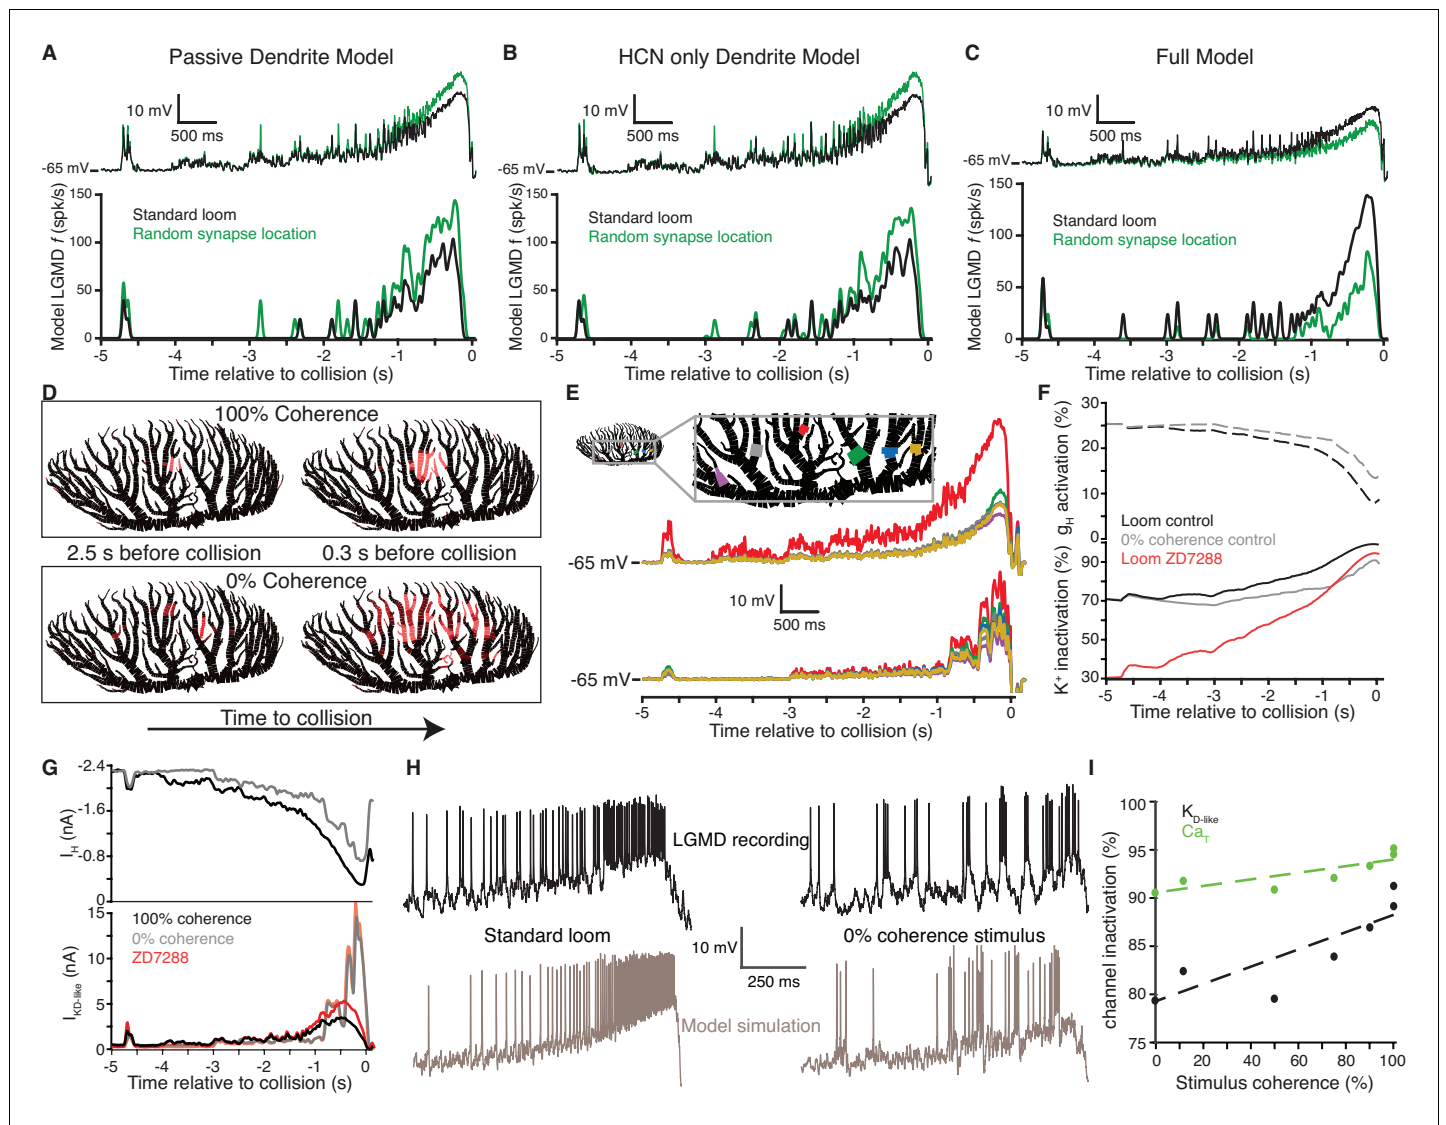 A
Passive Dendrite Model
10 mV
500 ms
-65 mV
Model LGMD f (spk/s)
150
100
50
0
Standard loom
Random synapse location
-5
-4
-3
-2
-1
0
Time relative to collision (s)
B
HCN only Dendrite Model
10 mV
500 ms
-65 mV
Model LGMD f (spk/s)
150
100
50
0
Standard loom
Random synapse location
-5
-4
-3
-2
-1
0
Time relative to collision (s)
C
Full Model
10 mV
500 ms
-65 mV
Model LGMD f (spk/s)
150
100
50
0
Standard loom
Random synapse location
-5
-4
-3
-2
-1
0
Time relative to collision (s)
D
100% Coherence
2.5 s before collision
0.3 s before collision
0% Coherence
Time to collision
E
-65 mV
10 mV
500 ms
-65 mV
-5
-4
-3
-2
-1
0
Time relative to collision (s)
F
gH activation (%)
30
20
10
0
Loom control
0% coherence control
Loom ZD7288
K+ inactivation (%)
90
70
50
30
-5
-4
-3
-2
-1
0
Time relative to collision (s)
G
IH (nA)
-2.4
-1.6
-0.8
0
IKD-like (nA)
15
10
5
0
100% coherence
0% coherence
ZD7288
-5
-4
-3
-2
-1
0
Time relative to collision (s)
H
LGMD recording
Standard loom
0% coherence stimulus
10 mV
250 ms
Model simulation
I
channel inactivation (%)
100
95
90
85
80
75
KD-like
CaT
0
20
40
60
80
100
Stimulus coherence (%)